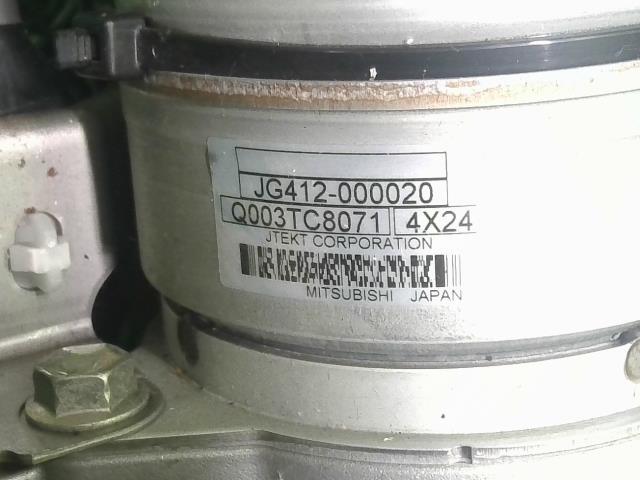 JG412-000020
Q003TC8071 4X24
JTEKT CORPORATION
MITSUBISHI JAPAN